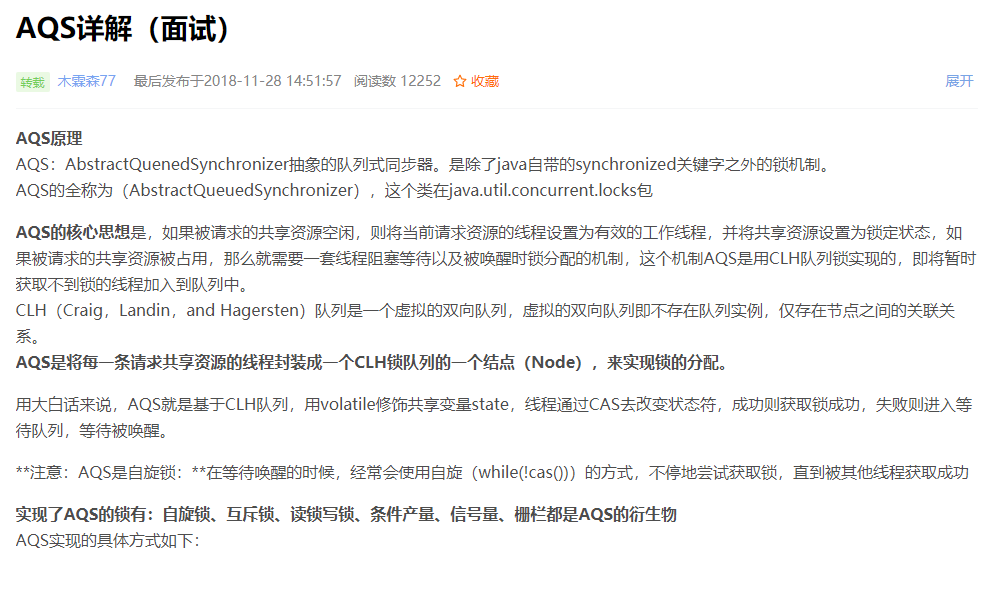 AQS详解（面试）
转载 木霖森77 最后发布于2018-11-28 14:51:57 阅读数 12252 收藏 展开
AQS原理
AQS：AbstractQuenedSynchronizer抽象的队列式同步器。是除了java自带的synchronized关键字之外的锁机制。
AQS的全称为（AbstractQueuedSynchronizer），这个类在java.util.concurrent.locks包
AQS的核心思想是，如果被请求的共享资源空闲，则将当前请求资源的线程设置为有效的工作线程，并将共享资源设置为锁定状态，如
果被请求的共享资源被占用，那么就需要一套线程阻塞等待以及被唤醒时锁分配的机制，这个机制AQS是用CLH队列锁实现的，即将暂时
获取不到锁的线程加入到队列中。
CLH（Craig，Landin，and Hagersten）队列是一个虚拟的双向队列，虚拟的双向队列即不存在队列实例，仅存在节点之间的关联关
系。
AQS是将每一条请求共享资源的线程封装成一个CLH锁队列的一个结点（Node），来实现锁的分配。
用大白话来说，AQS就是基于CLH队列，用volatile修饰共享变量state，线程通过CAS去改变状态符，成功则获取锁成功，失败则进入等
待队列，等待被唤醒。
**注意：AQS是自旋锁：**在等待唤醒的时候，经常会使用自旋（while(!cas())）的方式，不停地尝试获取锁，直到被其他线程获取成功
实现了AQS的锁有：自旋锁、互斥锁、读锁写锁、条件产量、信号量、栅栏都是AQS的衍生物
AQS实现的具体方式如下：